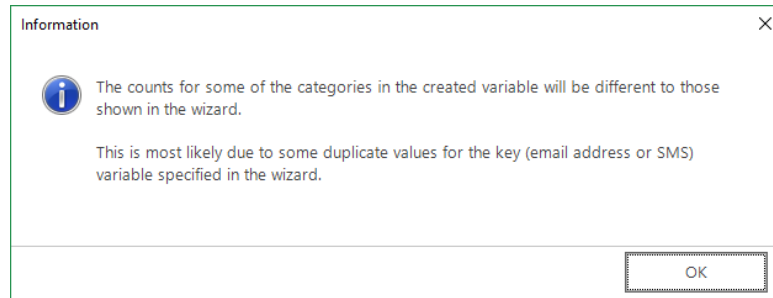 Information
The counts for some of the categories in the created variable will be different to those
shown in the wizard.
This is most likely due to some duplicate values for the key (email address or SMS)
variable specified in the wizard.
OK